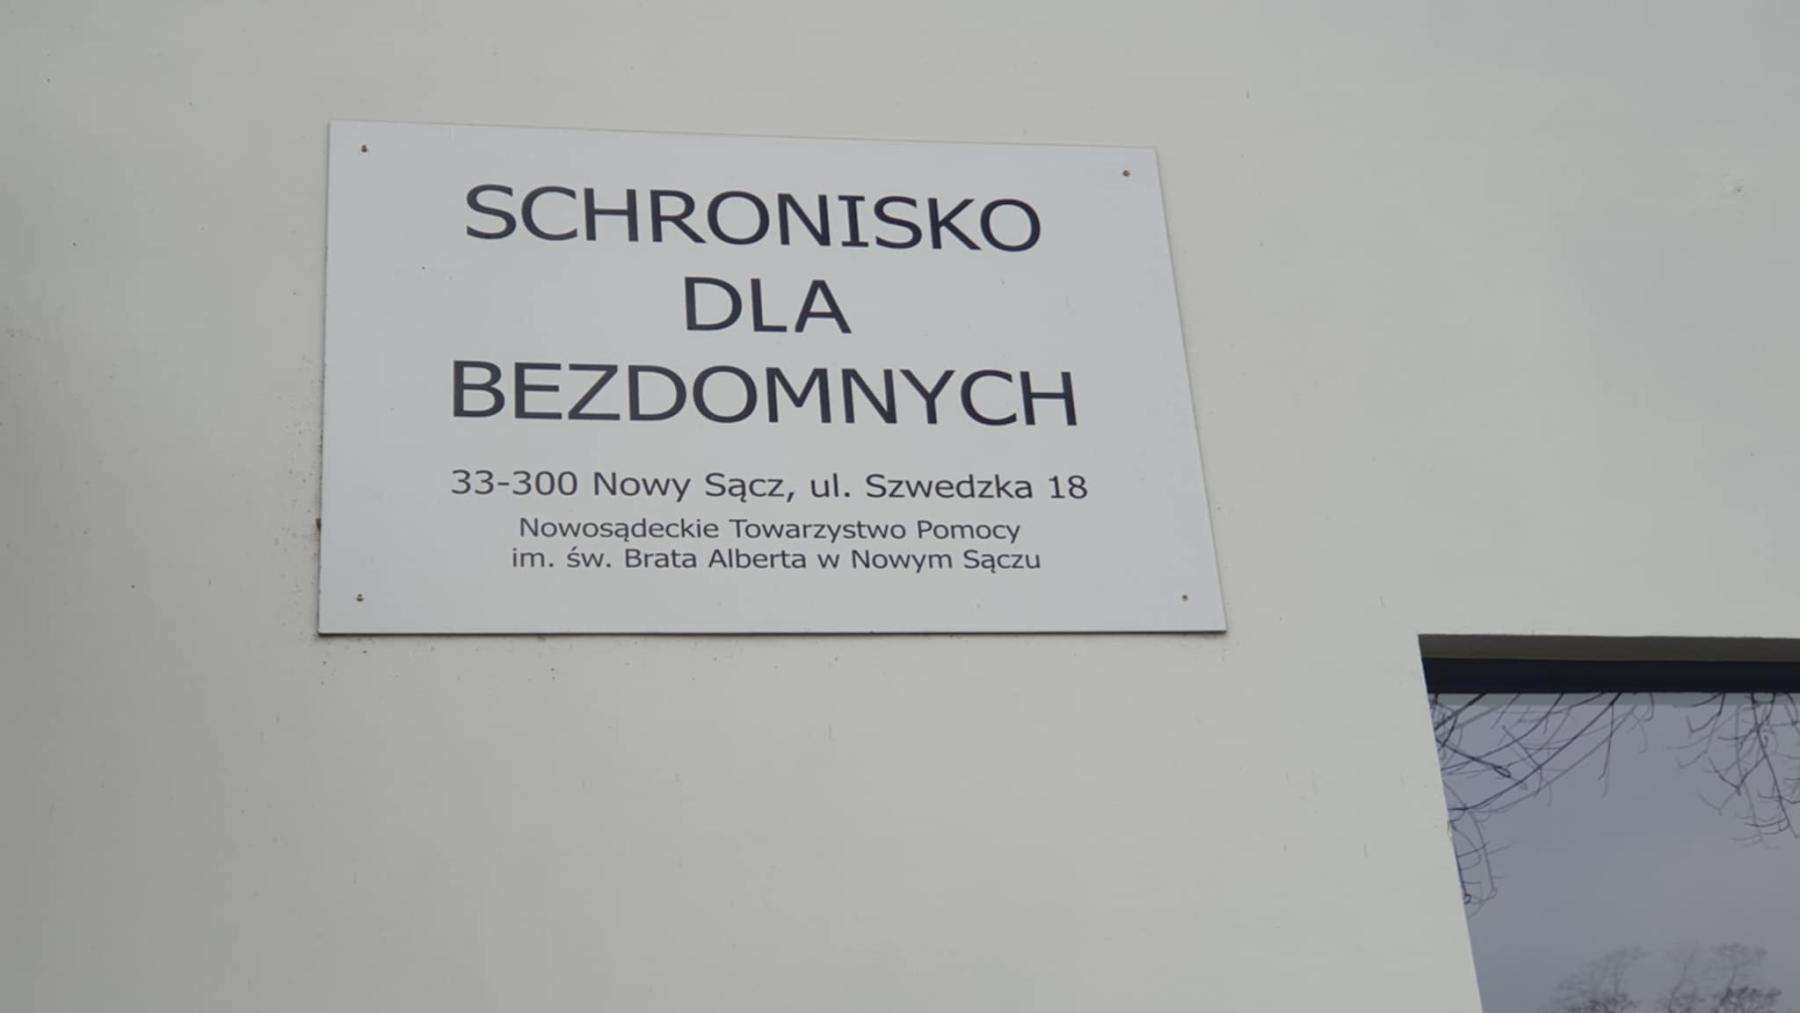 SCHRONISKO
DLA
BEZDOMNYCH
33-300 Nowy Sącz, ul. Szwedzka 18
Nowosądeckie Towarzystwo Pomocy
im. św. Brata Alberta w Nowym Sączu